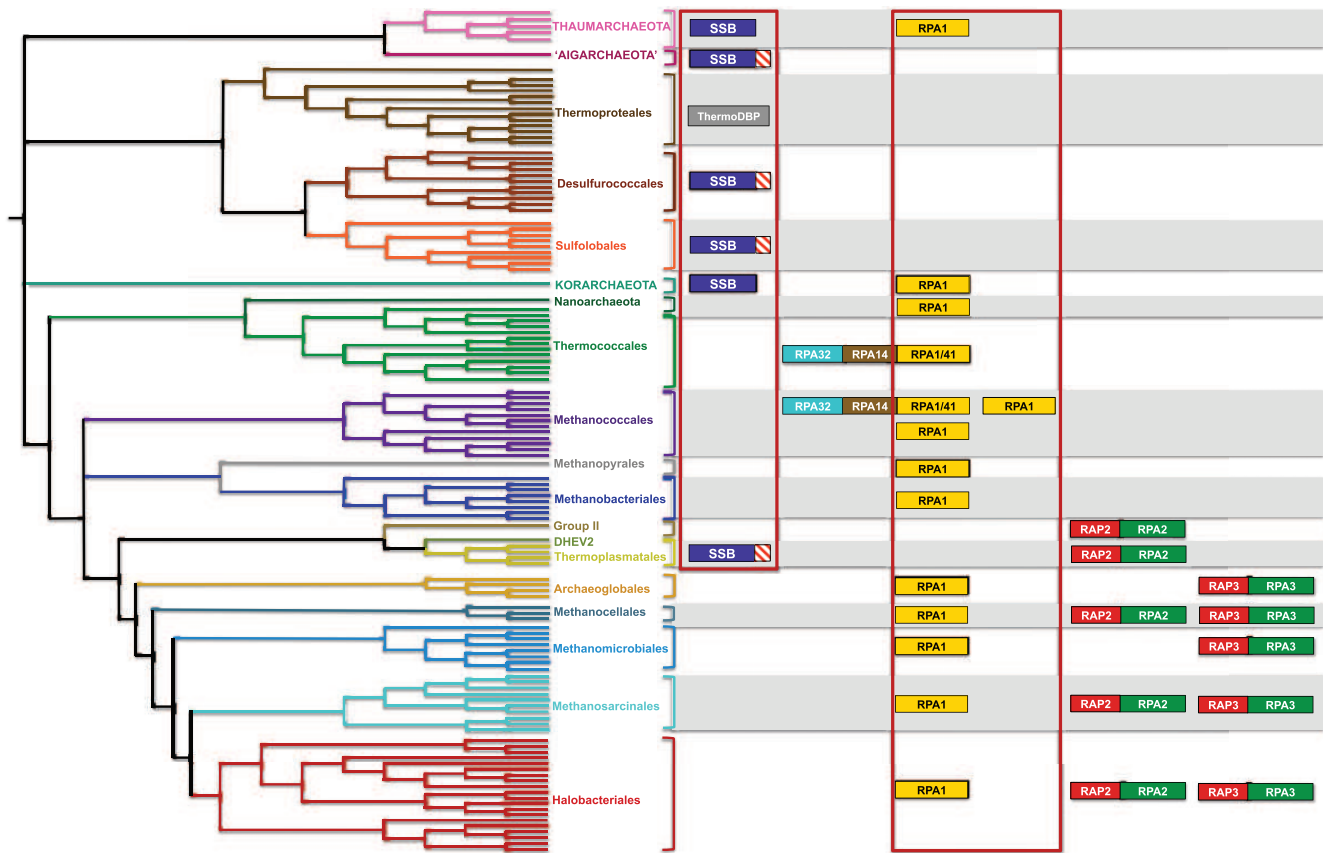 THAUMARCHAEOTA SSB RPA1
'AIGARCHAEOTA' SSB
Thermoproteales ThermoDBP
Desulfurococcales SSB
Sulfolobales SSB
KORARCHAEOTA SSB RPA1
Nanoarchaeota RPA1
Thermococcales RPA32 RPA14 RPA1/41
RPA32 RPA14 RPA1/41 RPA1
Methanococcales
RPA1
Methanopyrales RPA1
Methanobacteriales RPA1
Group II RAP2 RPA2
DHEV2
Thermoplasmatales SSB RAP2 RPA2
Archaeoglobales RPA1 RAP3 RPA3
Methanocellales RPA1 RAP2 RPA2 RAP3 RPA3
Methanomicrobiales RPA1 RAP3 RPA3
Methanosarcinales RPA1 RAP2 RPA2 RAP3 RPA3
Halobacteriales RPA1 RAP2 RPA2 RAP3 RPA3